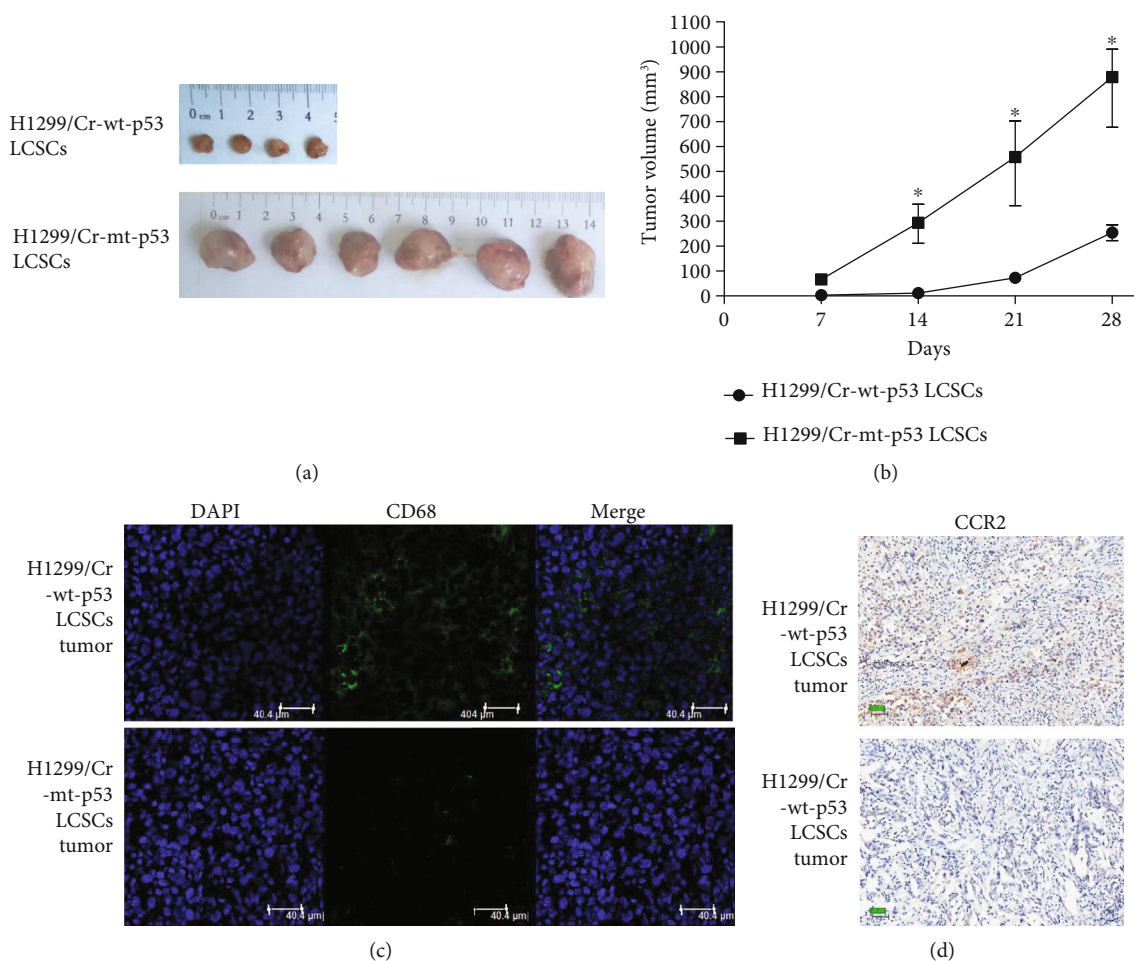 H1299/Cr-wt-p53
LCSCs
0 cm 1 2 3 4 5
H1299/Cr-mt-p53
LCSCs
0 cm 1 2 3 4 5 6 7 8 9 10 11 12 13 14
(a)
Tumor volume (mm³)
1100
1000
900
800
700
600
500
400
300
200
100
0
* * *
0 7 14 21 28
Days
H1299/Cr-wt-p53 LCSCs
H1299/Cr-mt-p53 LCSCs
(b)
DAPI CD68 Merge
H1299/Cr
-wt-p53
LCSCs
tumor
40.4 μm 404 μm 40.4 μm
H1299/Cr
-mt-p53
LCSCs
tumor
40.4 μm 40.4 μm 40.4 μm
(c)
CCR2
H1299/Cr
-wt-p53
LCSCs
tumor
H1299/Cr
-wt-p53
LCSCs
tumor
(d)